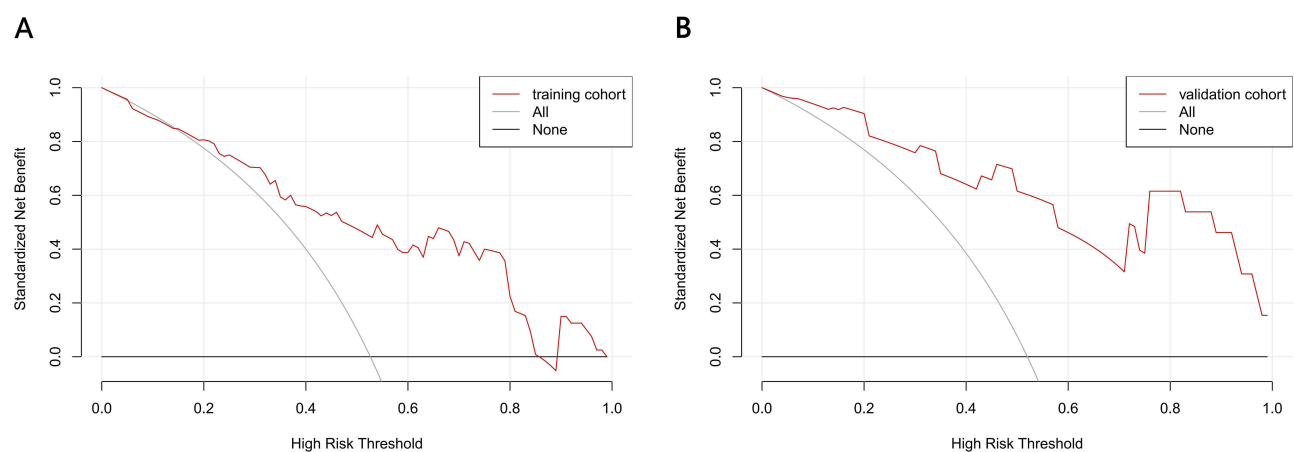 A
Standardized Net Benefit
1.0
0.8
0.6
0.4
0.2
0.0
training cohort
All
None
0.0 0.2 0.4 0.6 0.8 1.0
High Risk Threshold
B
Standardized Net Benefit
1.0
0.8
0.6
0.4
0.2
0.0
validation cohort
All
None
0.0 0.2 0.4 0.6 0.8 1.0
High Risk Threshold